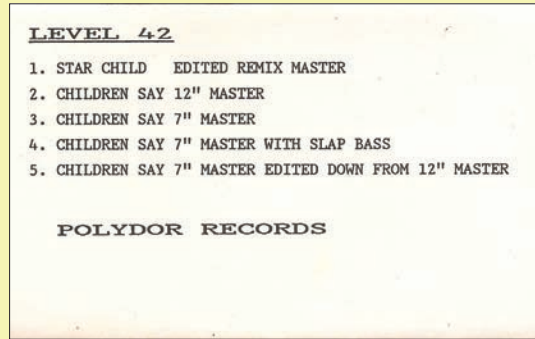 LEVEL 42
1. STAR CHILD EDITED REMIX MASTER
2. CHILDREN SAY 12" MASTER
3. CHILDREN SAY 7" MASTER
4. CHILDREN SAY 7" MASTER WITH SLAP BASS
5. CHILDREN SAY 7" MASTER EDITED DOWN FROM 12" MASTER
POLYDOR RECORDS